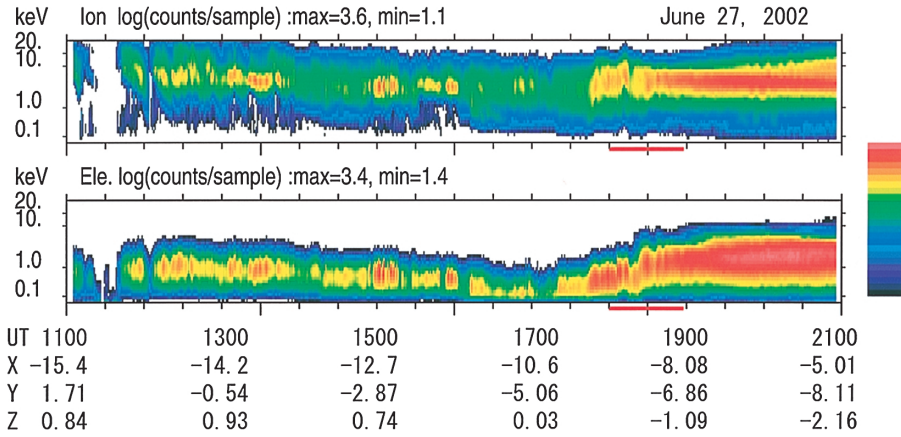 keV Ion log(counts/sample) :max=3.6, min=1.1 June 27, 2002
20.
10.
1.0
0.1
keV Ele. log(counts/sample) :max=3.4, min=1.4
20.
10.
1.0
0.1
UT 1100 1300 1500 1700 1900 2100
X -15.4 -14.2 -12.7 -10.6 -8.08 -5.01
Y 1.71 -0.54 -2.87 -5.06 -6.86 -8.11
Z 0.84 0.93 0.74 0.03 -1.09 -2.16